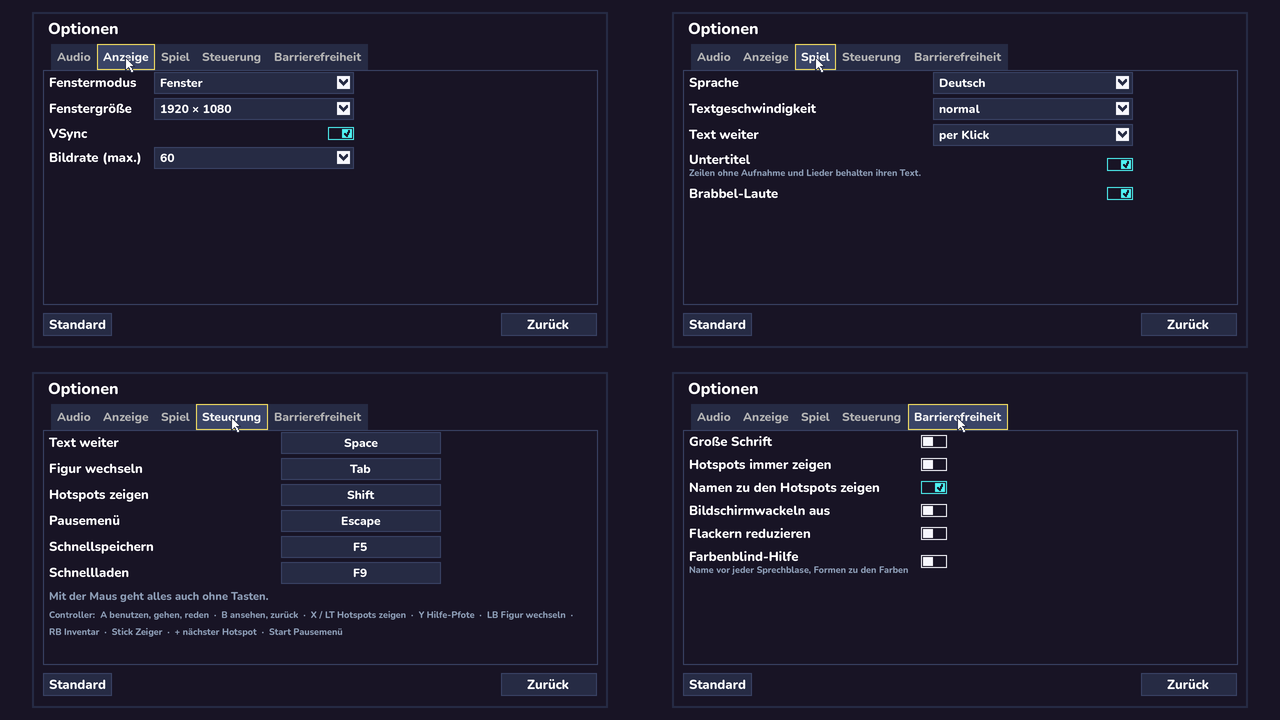 Optionen
Audio Anzeige Spiel Steuerung Barrierefreiheit
Fenstermodus Fenster
Fenstergröße 1920 × 1080
VSync
Bildrate (max.) 60
Standard Zurück
Optionen
Audio Anzeige Spiel Steuerung Barrierefreiheit
Sprache Deutsch
Textgeschwindigkeit normal
Text weiter per Klick
Untertitel
Zeilen ohne Aufnahme und Lieder behalten ihren Text.
Brabbel-Laute
Standard Zurück
Optionen
Audio Anzeige Spiel Steuerung Barrierefreiheit
Text weiter Space
Figur wechseln Tab
Hotspots zeigen Shift
Pausemenü Escape
Schnellspeichern F5
Schnellladen F9
Mit der Maus geht alles auch ohne Tasten.
Controller: A benutzen, gehen, reden · B ansehen, zurück · X / LT Hotspots zeigen · Y Hilfe-Pfote · LB Figur wechseln ·
RB Inventar · Stick Zeiger · + nächster Hotspot · Start Pausemenü
Standard Zurück
Optionen
Audio Anzeige Spiel Steuerung Barrierefreiheit
Große Schrift
Hotspots immer zeigen
Namen zu den Hotspots zeigen
Bildschirmwackeln aus
Flackern reduzieren
Farbenblind-Hilfe
Name vor jeder Sprechblase, Formen zu den Farben
Standard Zurück